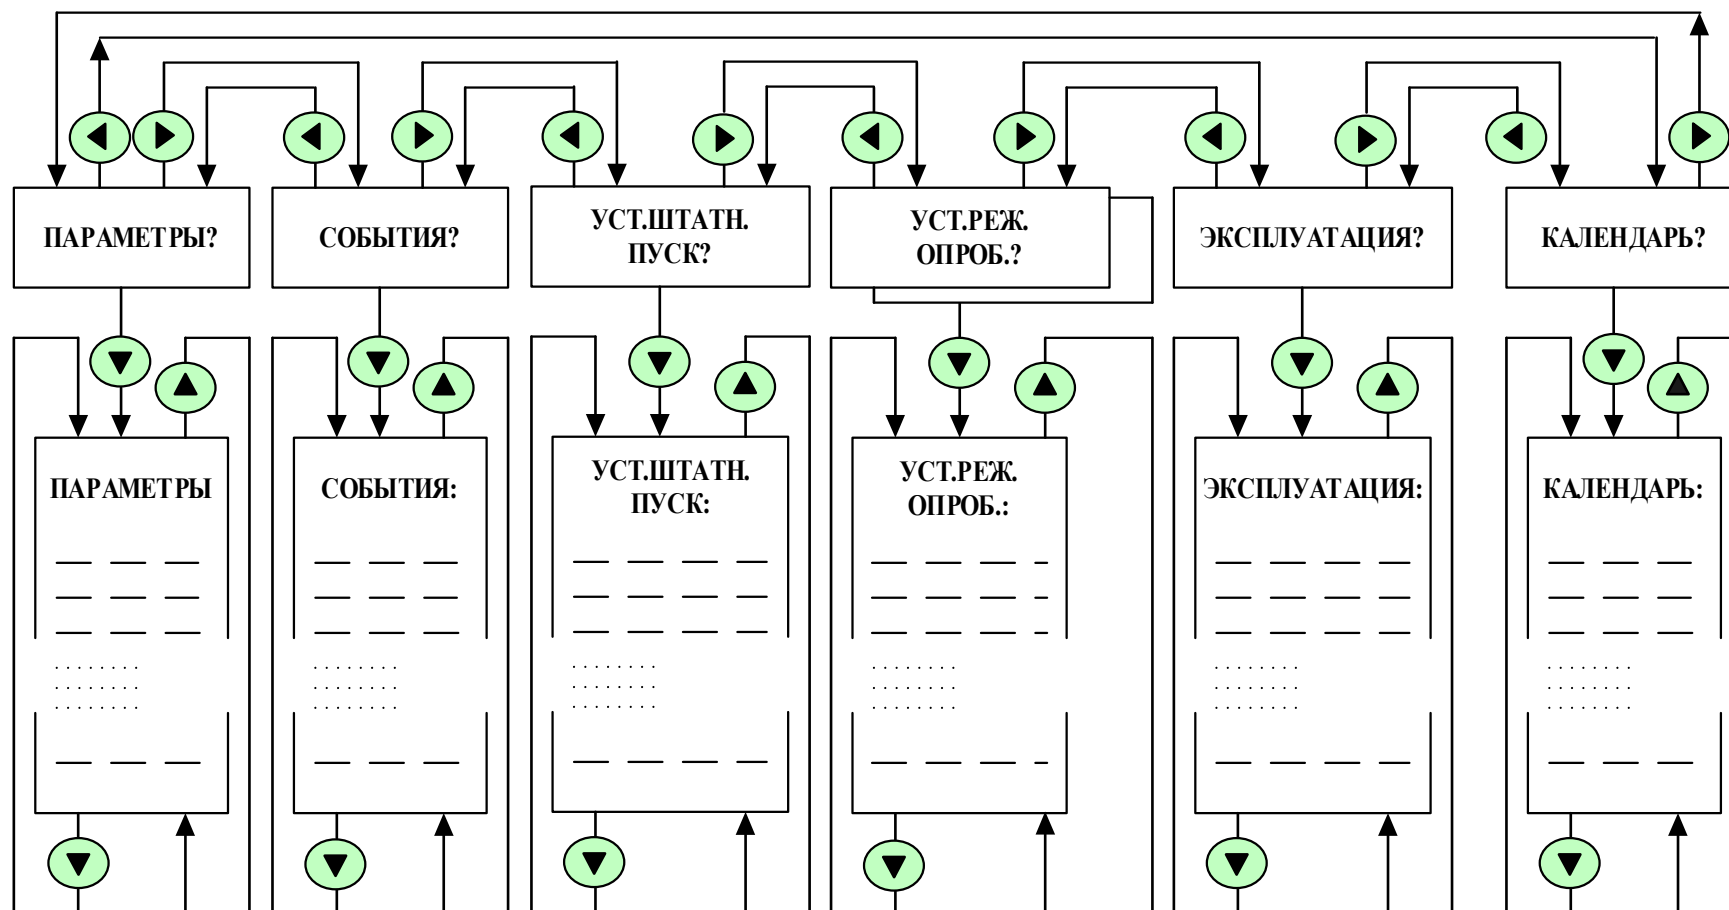 ПАРАМЕТРЫ?
СОБЫТИЯ?
УСТ.ШТАТН.
ПУСК?
УСТ.РЕЖ.
ОПРОБ.?
ЭКСПЛУАТАЦИЯ?
КАЛЕНДАРЬ?
ПАРАМЕТРЫ
СОБЫТИЯ:
УСТ.ШТАТН.
ПУСК:
УСТ.РЕЖ.
ОПРОБ.:
ЭКСПЛУАТАЦИЯ:
КАЛЕНДАРЬ: